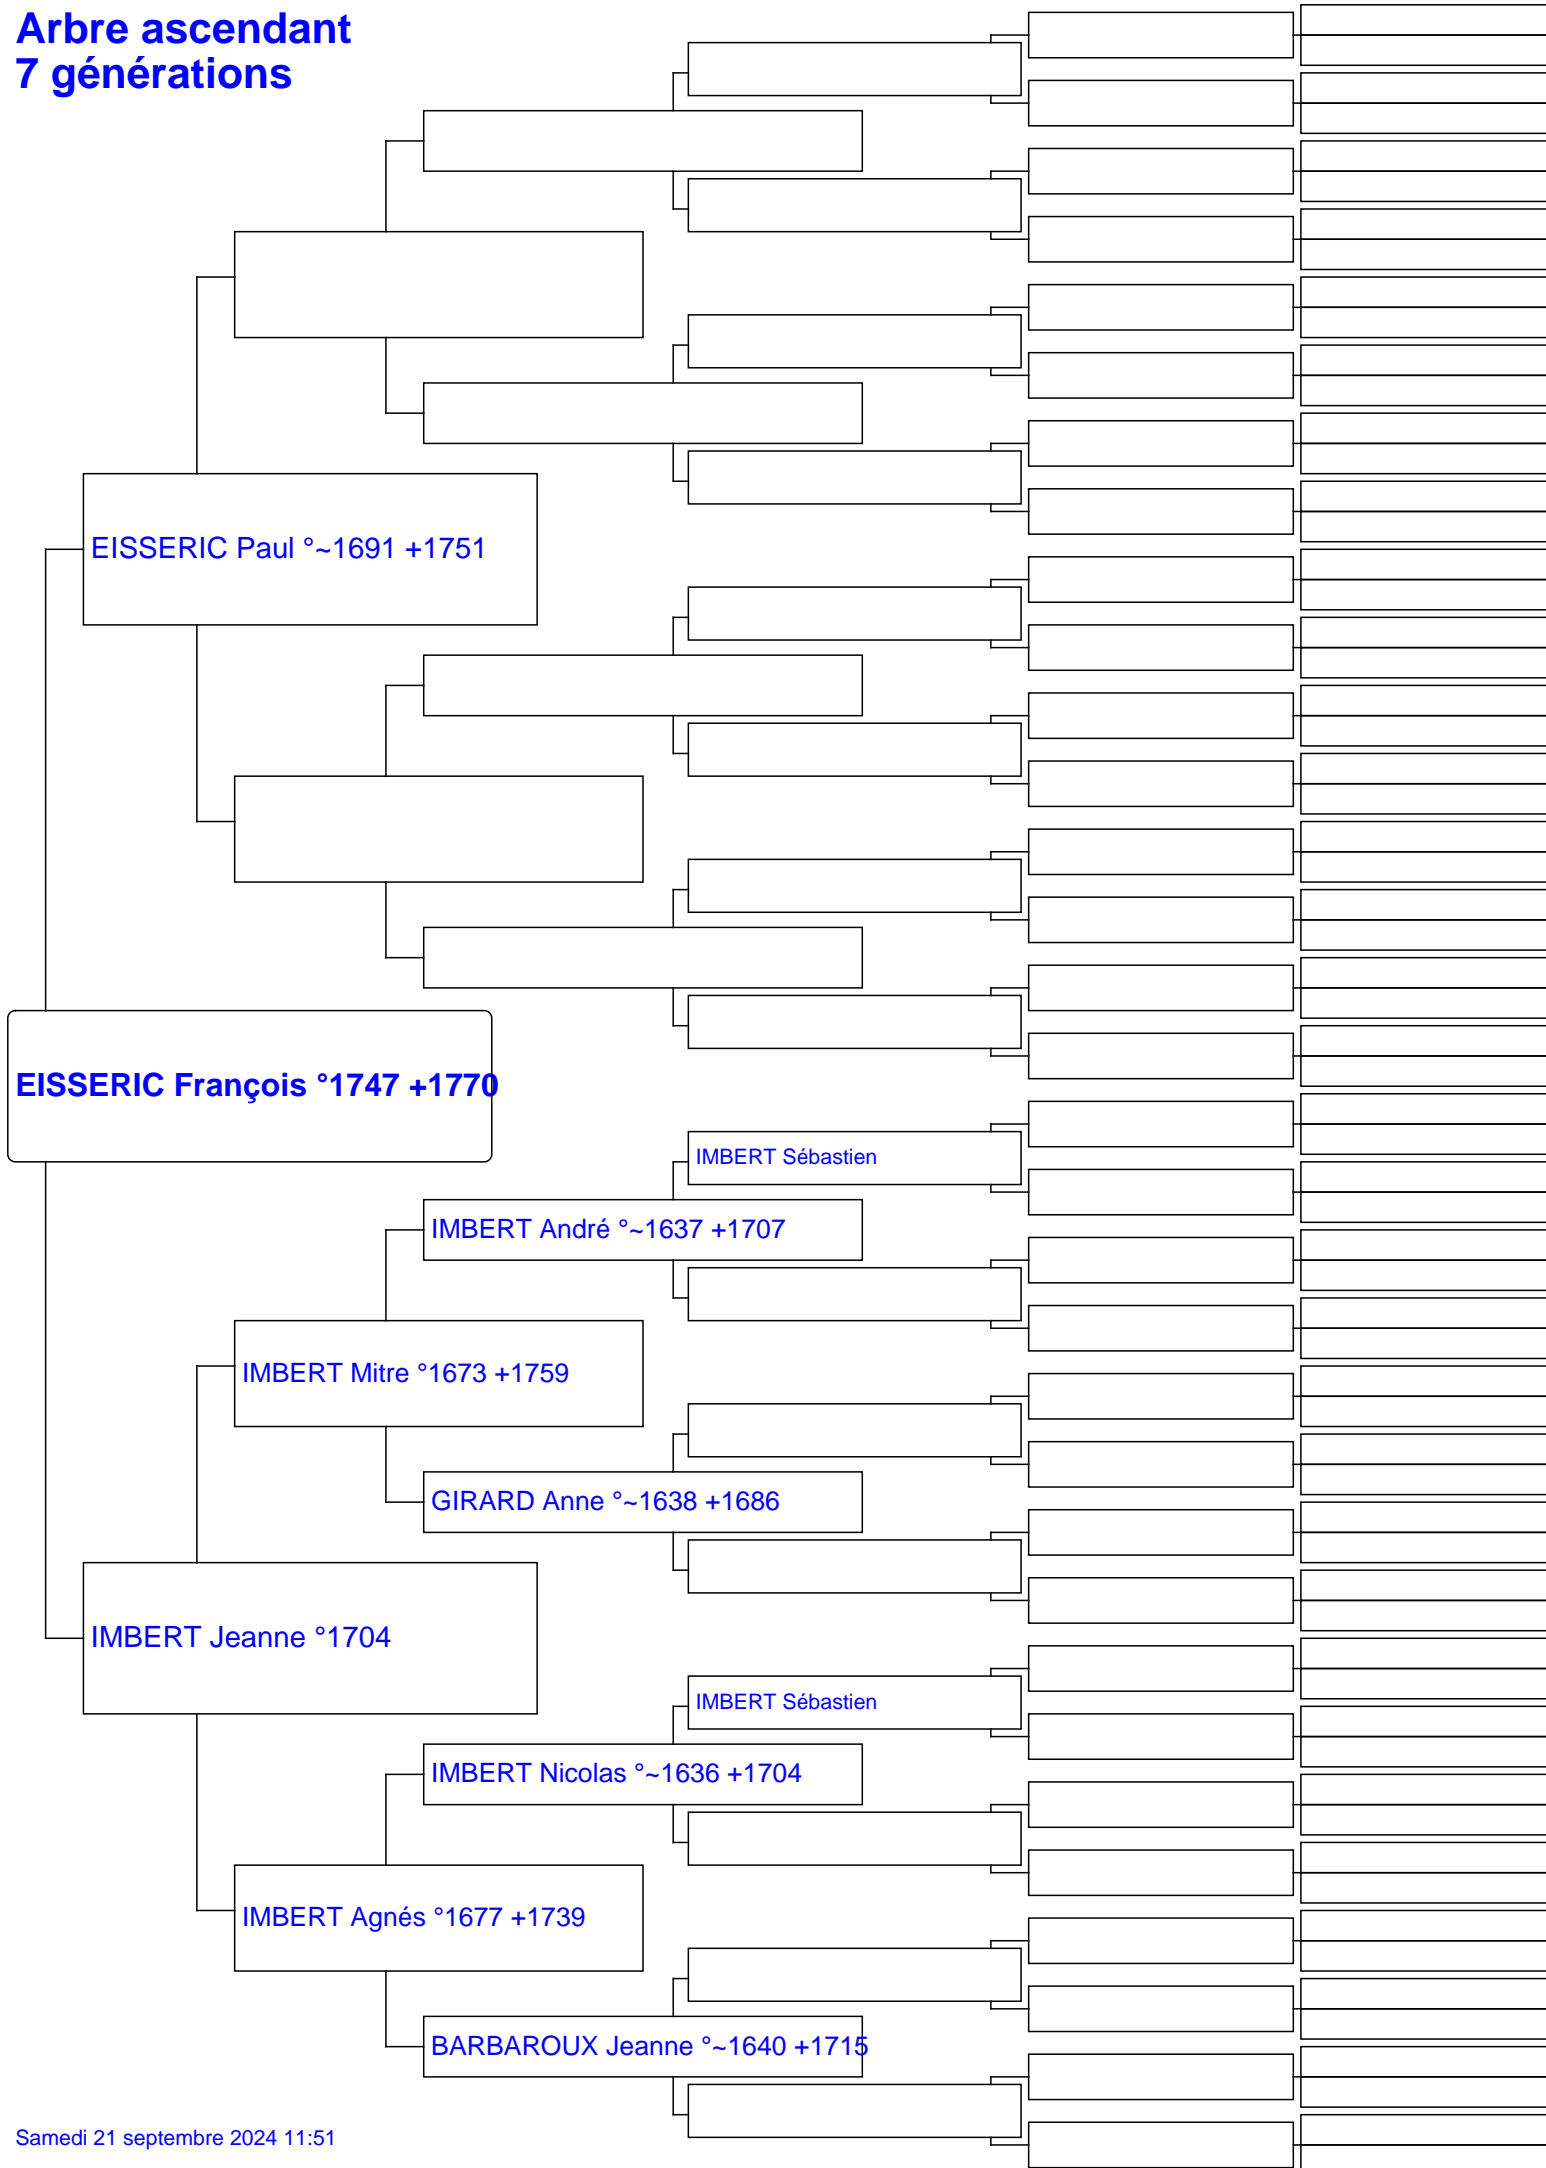 Arbre ascendant
7 générations
EISSERIC Paul °~1691 +1751
EISSERIC François °1747 +1770
IMBERT Sébastien
IMBERT André °~1637 +1707
IMBERT Mitre °1673 +1759
GIRARD Anne °~1638 +1686
IMBERT Jeanne °1704
IMBERT Sébastien
IMBERT Nicolas °~1636 +1704
IMBERT Agnés °1677 +1739
BARBAROUX Jeanne °~1640 +1715
Samedi 21 septembre 2024 11:51